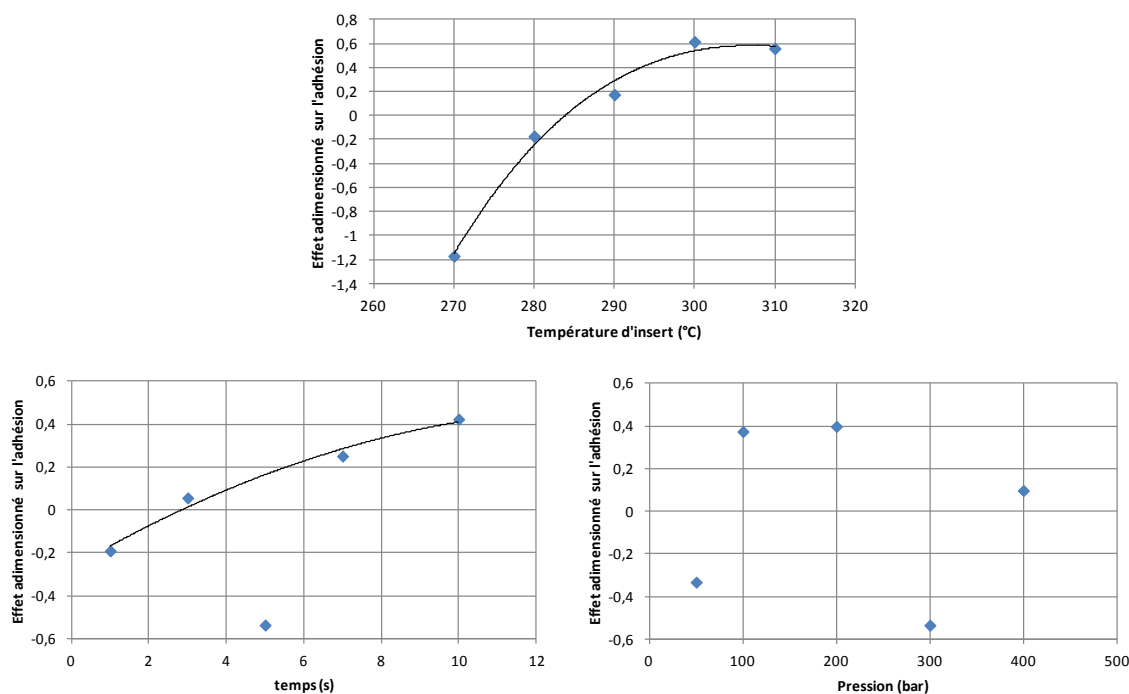 Effet adimensionné sur l'adhésion
0,8
0,6
0,4
0,2
0
-0,2
-0,4
-0,6
-0,8
-1
-1,2
-1,4
260 270 280 290 300 310 320
Température d'insert (°C)
Effet adimensionné sur l'adhésion
0,6
0,4
0,2
0
-0,2
-0,4
-0,6
0 2 4 6 8 10 12
temps (s)
Effet adimensionné sur l'adhésion
0,6
0,4
0,2
0
-0,2
-0,4
-0,6
0 100 200 300 400 500
Pression (bar)